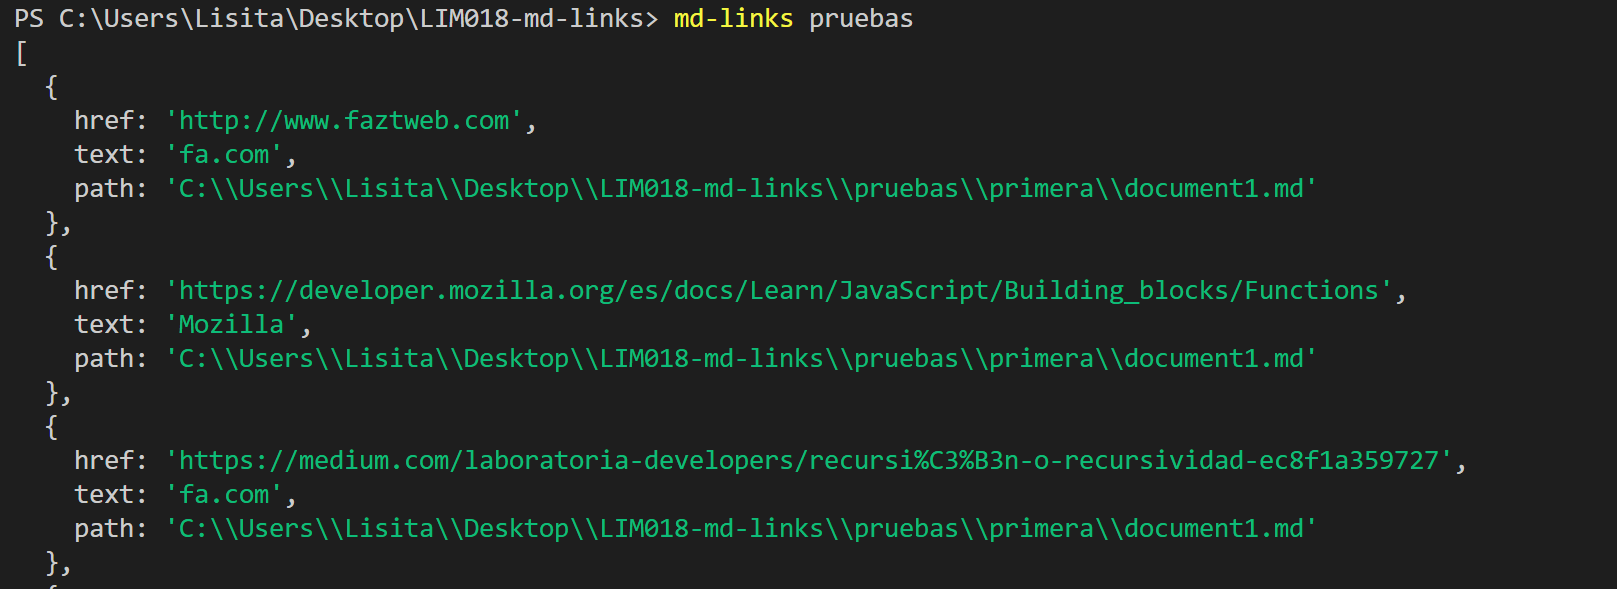 PS C:\Users\Lisita\Desktop\LIM018-md-links> md-links pruebas
[
  {
    href: 'http://www.faztweb.com',
    text: 'fa.com',
    path: 'C:\\Users\\Lisita\\Desktop\\LIM018-md-links\\pruebas\\primera\\document1.md'
  },
  {
    href: 'https://developer.mozilla.org/es/docs/Learn/JavaScript/Building_blocks/Functions',
    text: 'Mozilla',
    path: 'C:\\Users\\Lisita\\Desktop\\LIM018-md-links\\pruebas\\primera\\document1.md'
  },
  {
    href: 'https://medium.com/laboratoria-developers/recursi%C3%B3n-o-recursividad-ec8f1a359727',
    text: 'fa.com',
    path: 'C:\\Users\\Lisita\\Desktop\\LIM018-md-links\\pruebas\\primera\\document1.md'
  },
  {